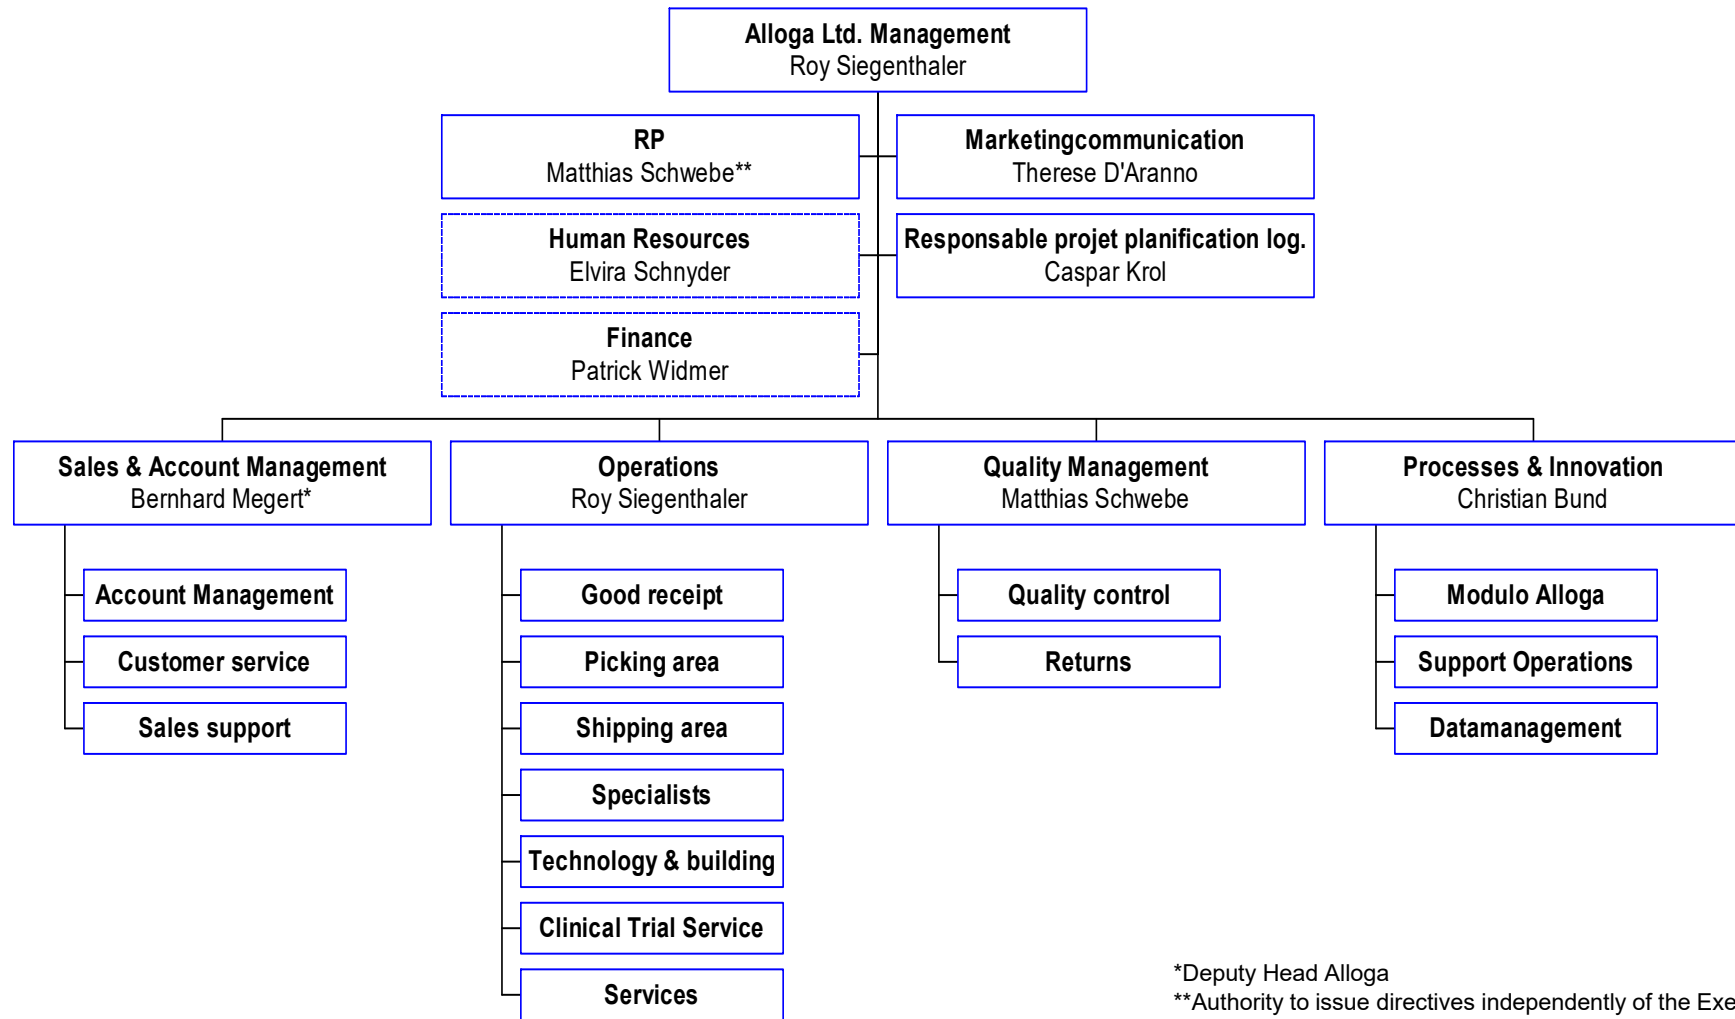 Alloga Ltd. Management
Roy Siegenthaler
RP
Matthias Schwebe**
Marketingcommunication
Therese D'Aranno
Human Resources
Elvira Schnyder
Responsable projet planification log.
Caspar Krol
Finance
Patrick Widmer
Sales & Account Management
Bernhard Megert*
Operations
Roy Siegenthaler
Quality Management
Matthias Schwebe
Processes & Innovation
Christian Bund
Account Management
Customer service
Sales support
Good receipt
Picking area
Shipping area
Specialists
Technology & building
Clinical Trial Service
Services
Quality control
Returns
Modulo Alloga
Support Operations
Datamanagement
*Deputy Head Alloga
**Authority to issue directives independently of the Exe